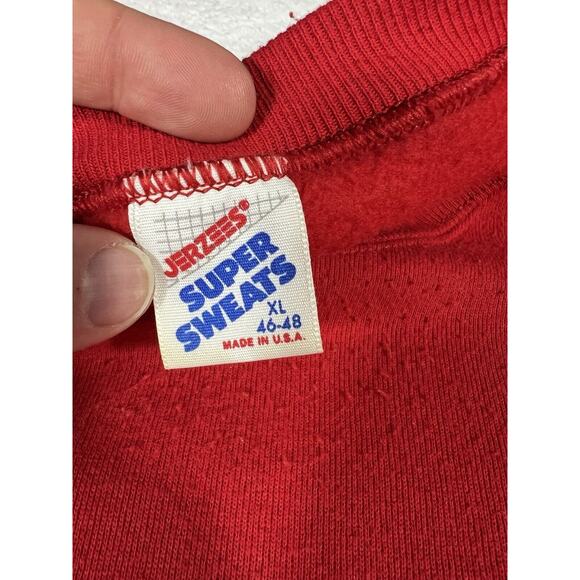 JERZEES®
SUPER
SWEATS
XL
46-48
MADE IN U.S.A.